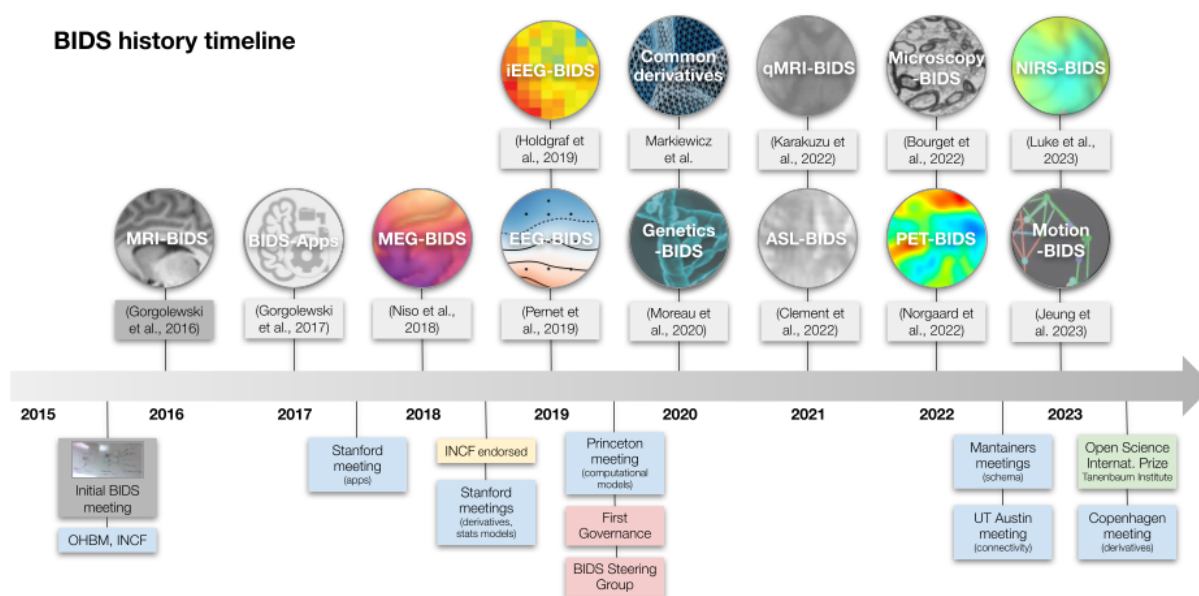 BIDS history timeline
iEEG-BIDS
Common
derivatives
qMRI-BIDS
Microscopy
-BIDS
NIRS-BIDS
(Holdgraf et
al., 2019)
Markiewicz
et al.
(Karakuzu et
al., 2022)
(Bourget et
al., 2022)
(Luke et al.,
2023)
MRI-BIDS
BIDS-Apps
MEG-BIDS
EEG-BIDS
Genetics
-BIDS
ASL-BIDS
PET-BIDS
Motion
-BIDS
(Gorgolewski
et al., 2016)
(Gorgolewski
et al., 2017)
(Niso et al.,
2018)
(Pernet et
al., 2019)
(Moreau et
al., 2020)
(Clement et
al., 2022)
(Norgaard et
al., 2022)
(Jeung et
al. 2023)
2015
2016
2017
2018
2019
2020
2021
2022
2023
Initial BIDS
meeting
OHBM, INCF
Stanford
meeting
(apps)
INCF endorsed
Stanford
meetings
(derivatives,
stats models)
Princeton
meeting
(computational
models)
First
Governance
BIDS Steering
Group
Mantainers
meetings
(schema)
UT Austin
meeting
(connectivity)
Open Science
Internat. Prize
Tanenbaum Institute
Copenhagen
meeting
(derivatives)